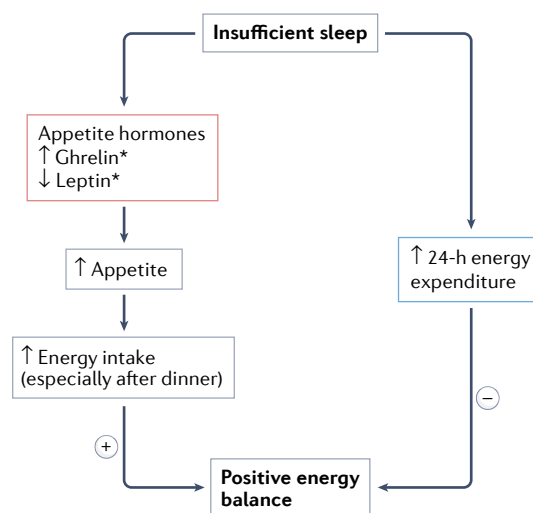 Insufficient sleep
Appetite hormones
↑ Ghrelin*
↓ Leptin*
↑ Appetite
↑ 24-h energy
expenditure
↑ Energy intake
(especially after dinner)
+
−
Positive energy
balance